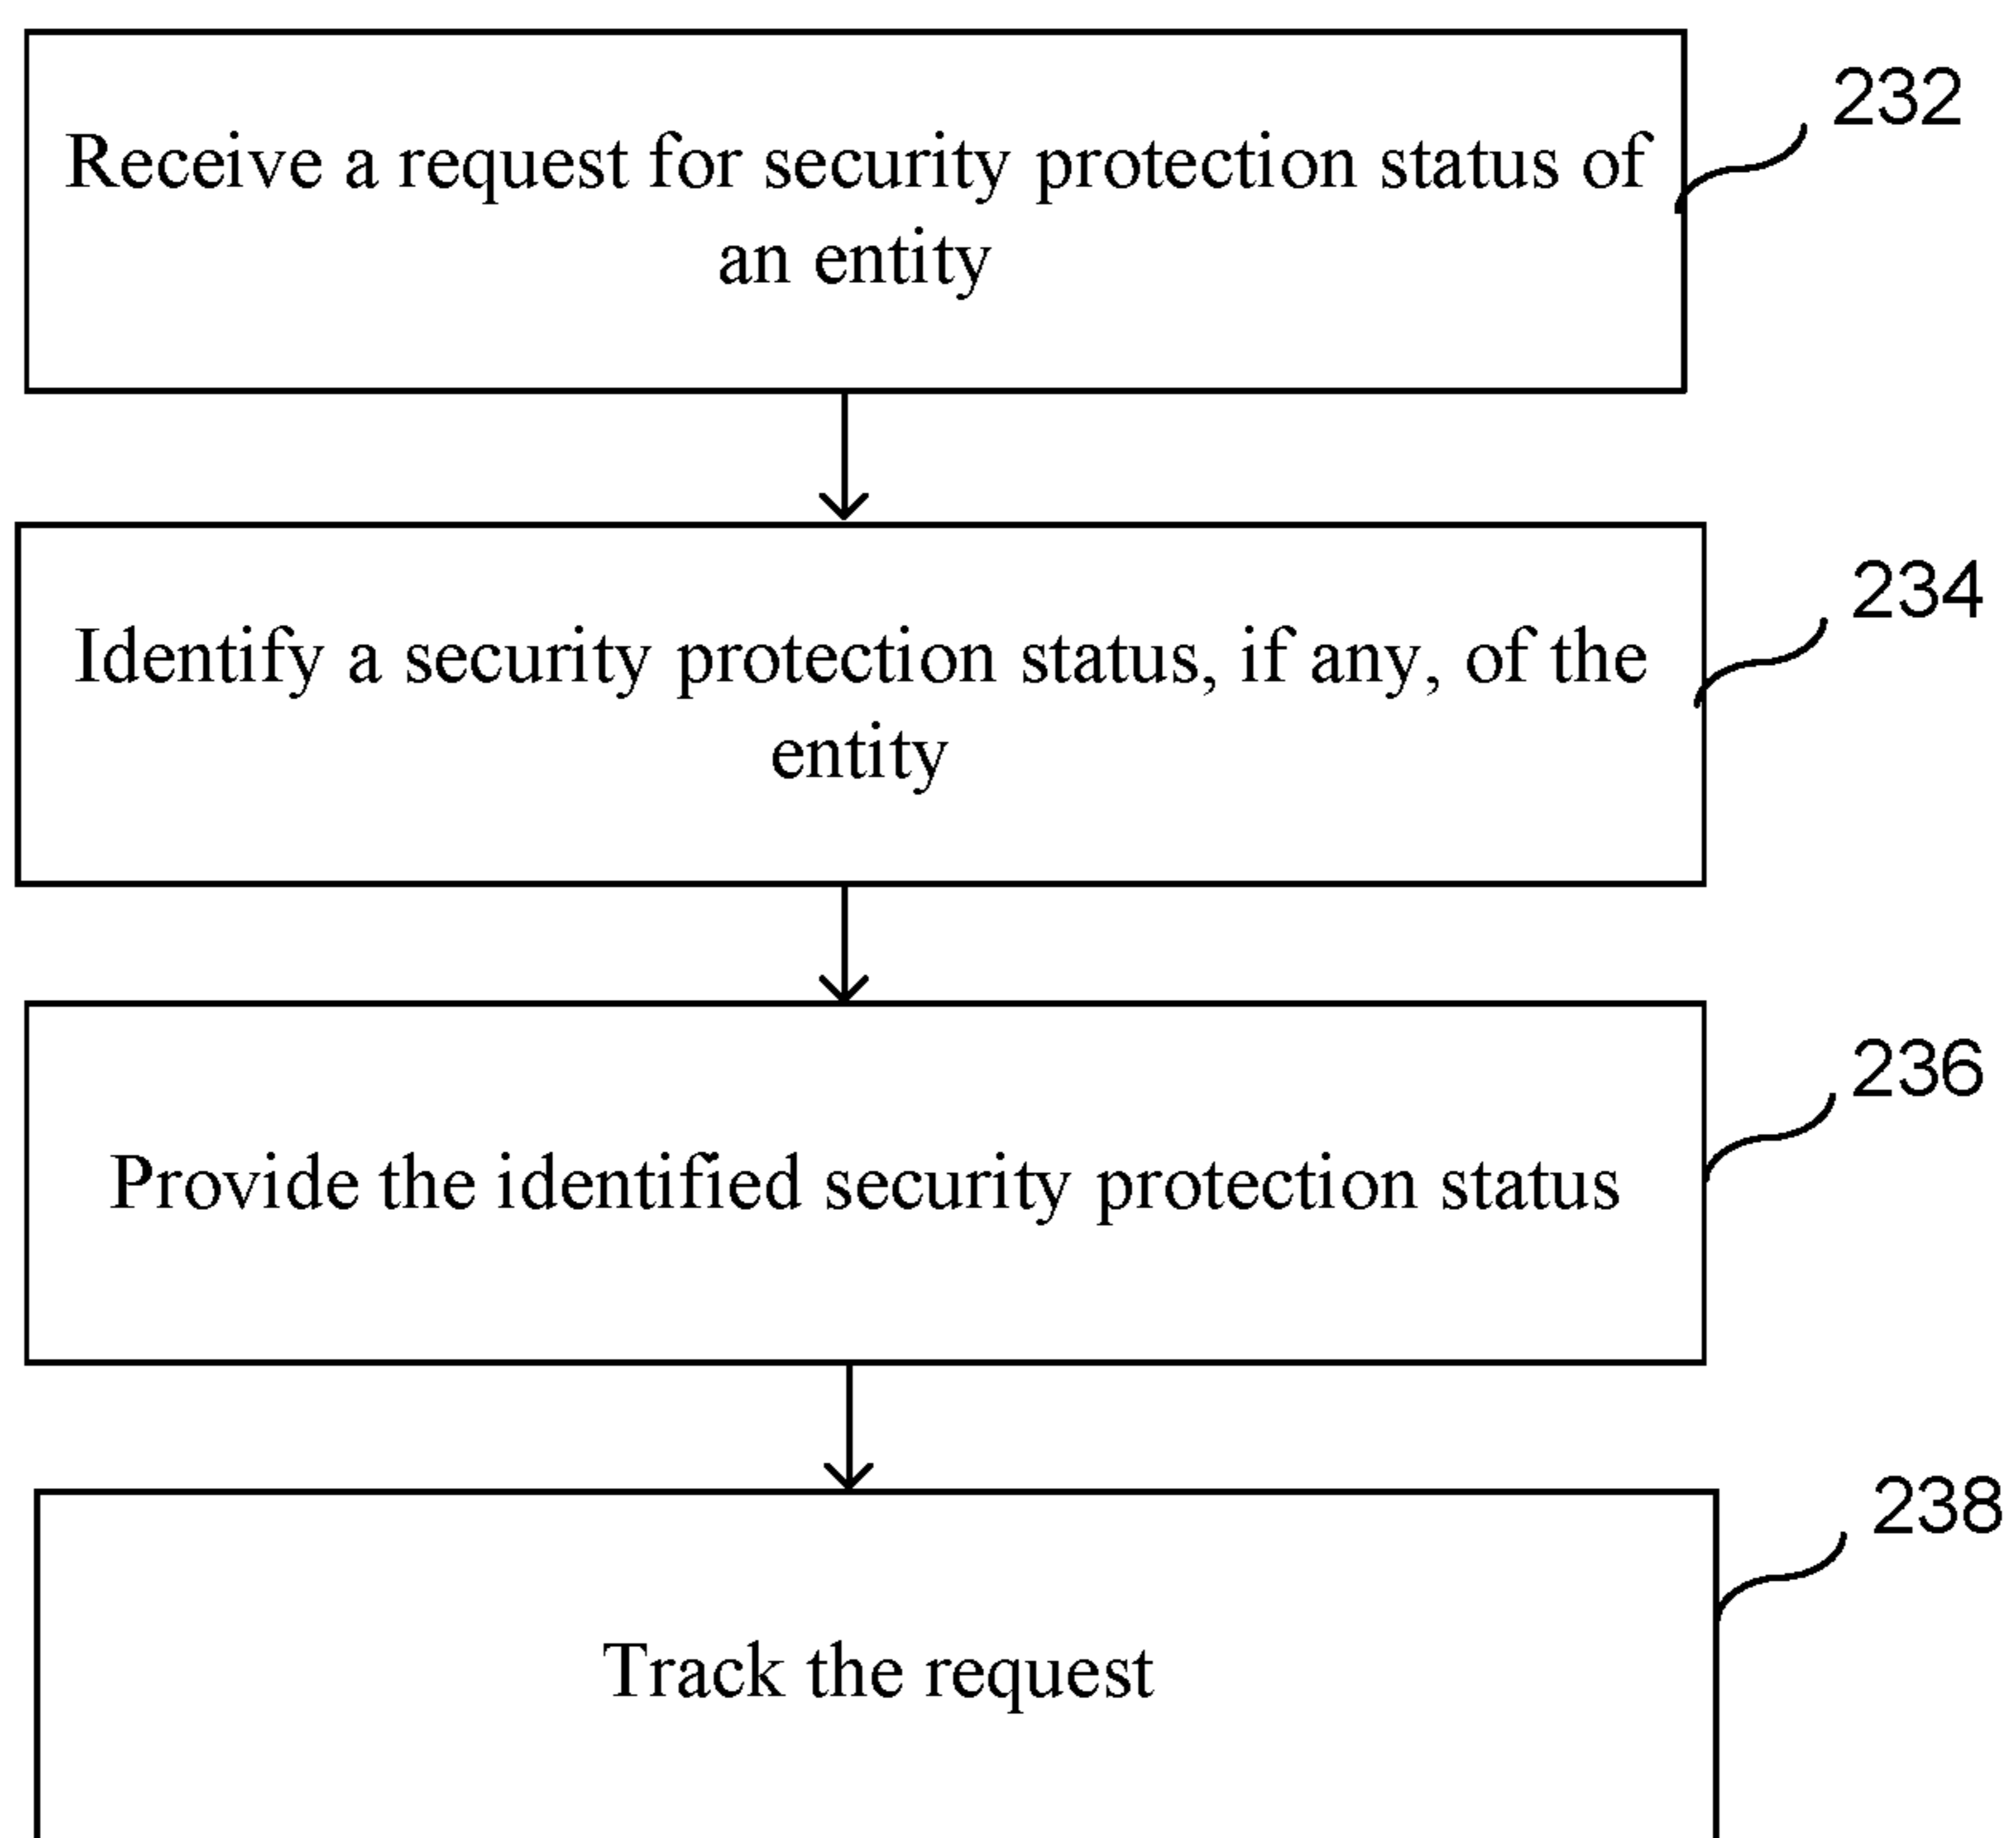 232
Receive a request for security protection status of
an entity
234
Identify a security protection status, if any, of the
entity
236
Provide the identified security protection status
238
Track the request